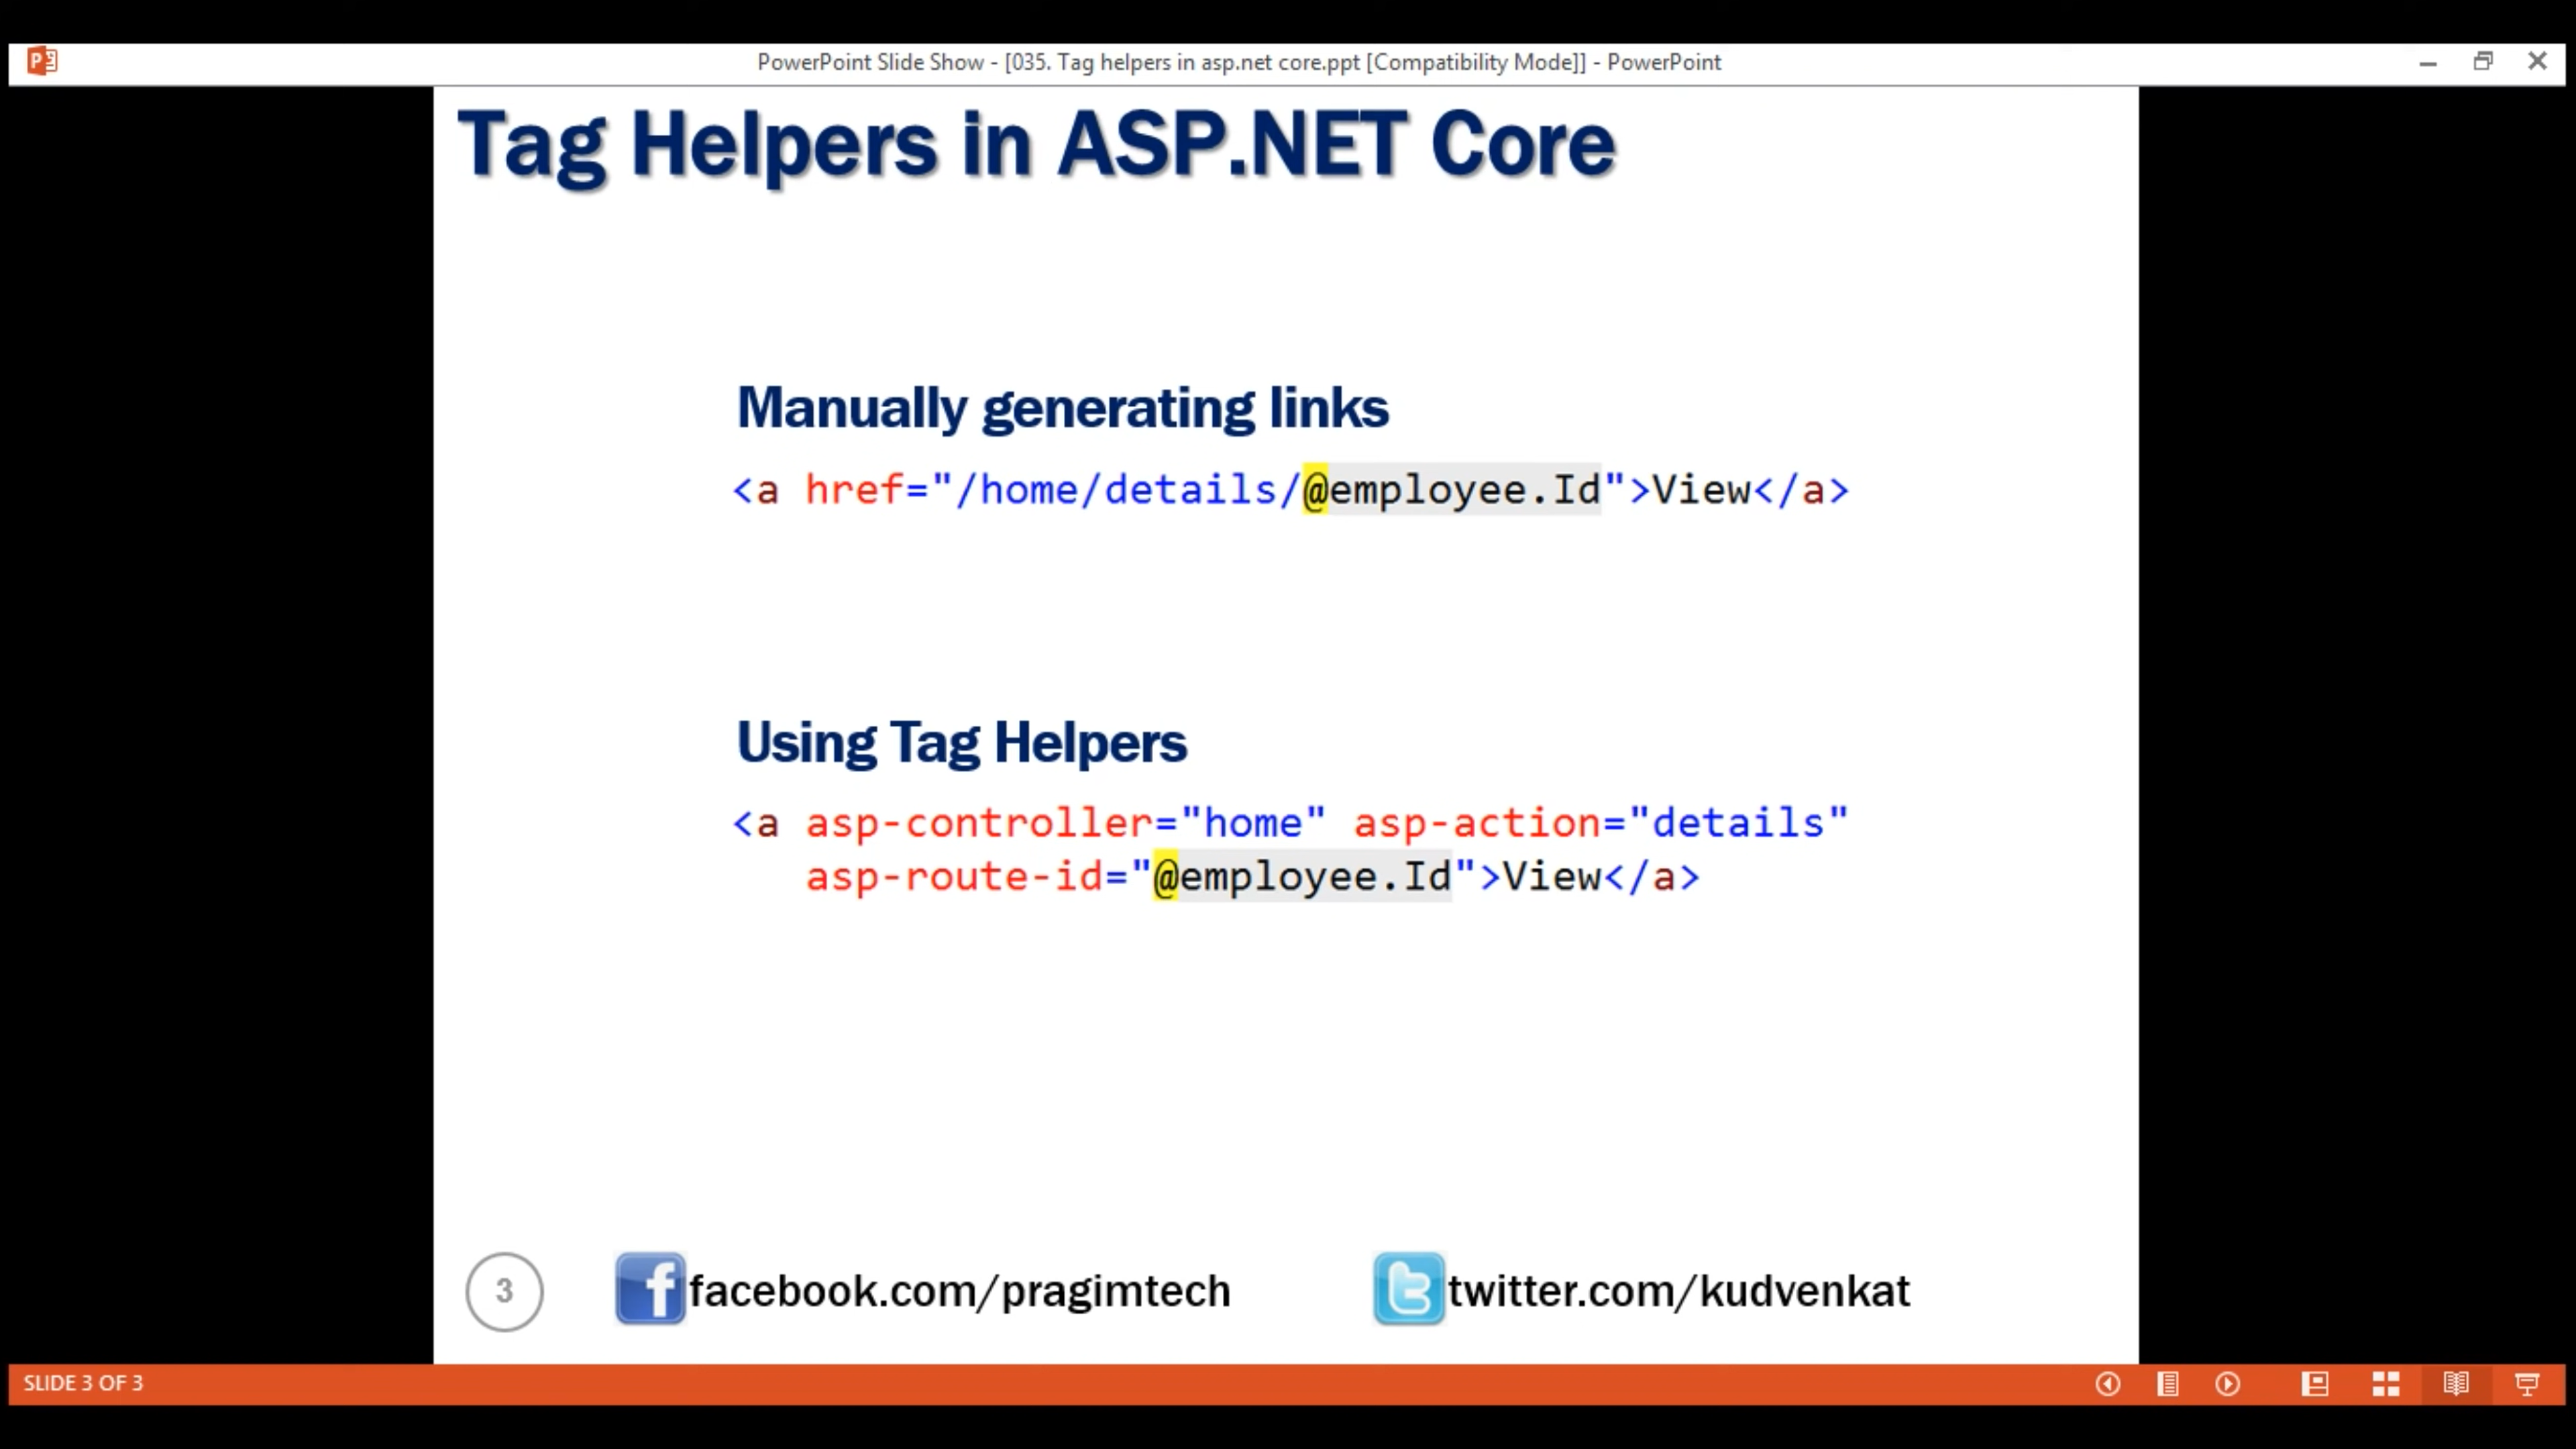 PowerPoint Slide Show - [035. Tag helpers in asp.net core.ppt [Compatibility Mode]] - PowerPoint
Tag Helpers in ASP.NET Core
Manually generating links
<a href="/home/details/@employee.Id">View</a>
Using Tag Helpers
<a asp-controller="home" asp-action="details"
asp-route-id="@employee.Id">View</a>
3
facebook.com/pragimtech
twitter.com/kudvenkat
SLIDE 3 OF 3